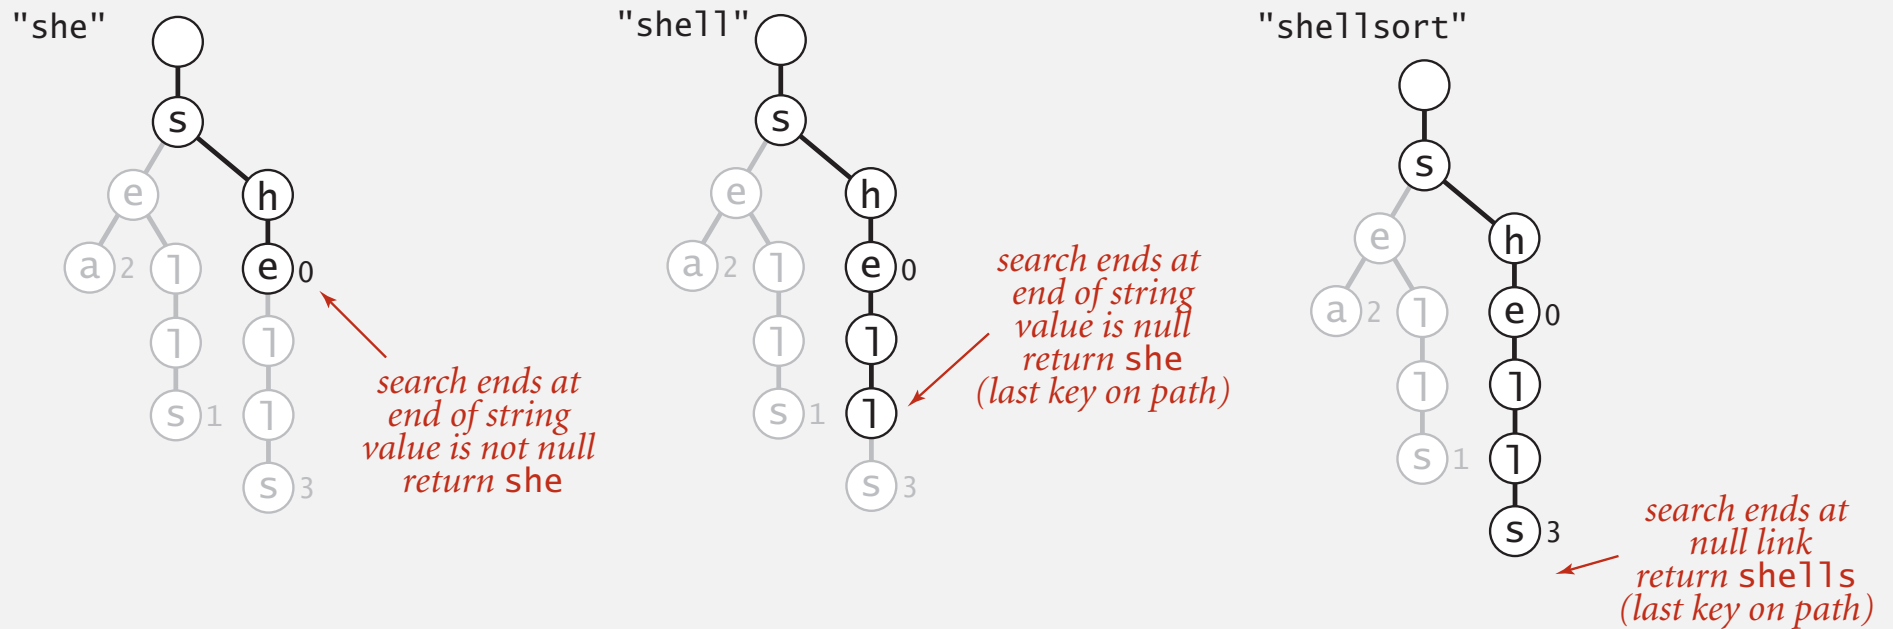 "she"
s
e
h
a 2
l
e 0
l
l
s 1
l
s 3
search ends at
end of string
value is not null
return she
"shell"
s
e
h
a 2
l
e 0
l
l
s 1
l
s 3
search ends at
end of string
value is null
return she
(last key on path)
"shellsort"
s
e
h
a 2
l
e 0
l
l
s 1
l
s 3
search ends at
null link
return shells
(last key on path)